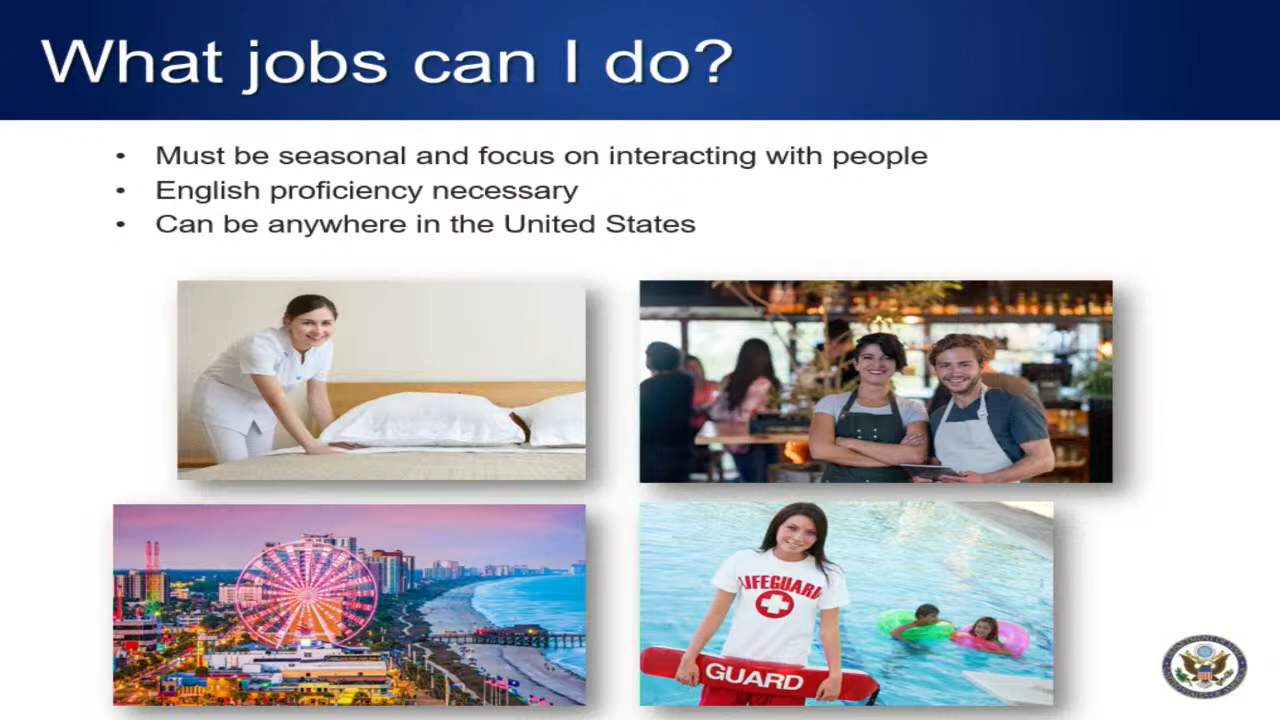 What jobs can I do?
• Must be seasonal and focus on interacting with people
• English proficiency necessary
• Can be anywhere in the United States
LIFEGUARD
GUARD